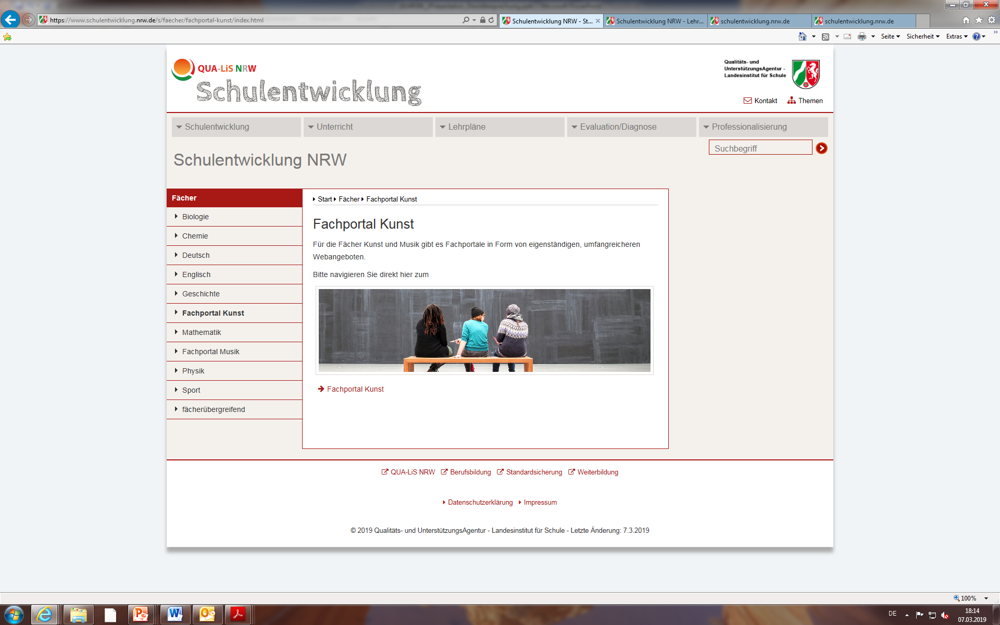 https://www.schulentwicklung.nrw.de/s/faecher/fachportal-kunst/index.html
Schulentwicklung NRW - St...
Schulentwicklung NRW - Lehr...
schulentwicklung.nrw.de
schulentwicklung.nrw.de
Seite
Sicherheit
Extras
QUA-LiS NRW
Schulentwicklung
Qualitäts- und
UnterstützungsAgentur -
Landesinstitut für Schule
Kontakt
Themen
Schulentwicklung
Unterricht
Lehrpläne
Evaluation/Diagnose
Professionalisierung
Suchbegriff
Schulentwicklung NRW
Fächer
Biologie
Chemie
Deutsch
Englisch
Geschichte
Fachportal Kunst
Mathematik
Fachportal Musik
Physik
Sport
fächerübergreifend
Start Fächer Fachportal Kunst
Fachportal Kunst
Für die Fächer Kunst und Musik gibt es Fachportale in Form von eigenständigen, umfangreicheren
Webangeboten.
Bitte navigieren Sie direkt hier zum
Fachportal Kunst
QUA-LiS NRW Berufsbildung Standardsicherung Weiterbildung
Datenschutzerklärung Impressum
© 2019 Qualitäts- und UnterstützungsAgentur - Landesinstitut für Schule - Letzte Änderung: 7.3.2019
100%
DE
18:14
07.03.2019